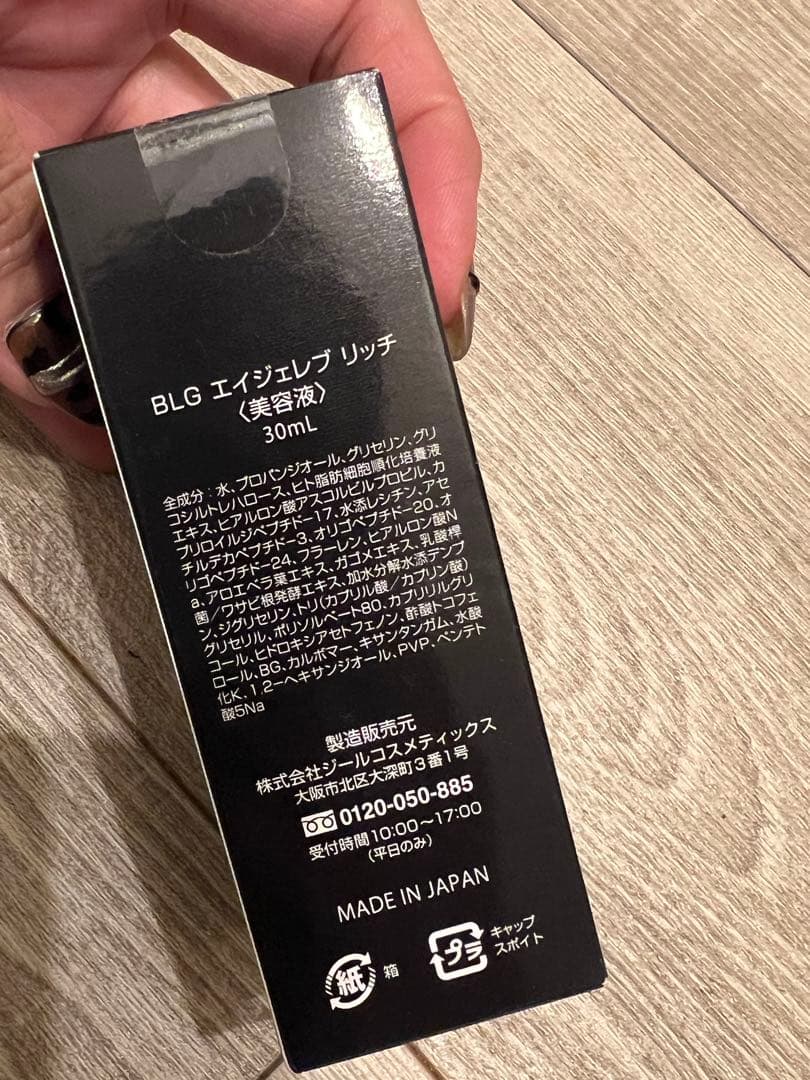 BLG エイジェレブ リッチ
〈美容液〉
30mL
全成分：水、プロパンジオール、グリセリン、グリ
コシルトレハロース、ヒト脂肪細胞順化培養液
エキス、ヒアルロン酸アスコルビルプロピル、カ
プリロイルジペプチド-17、水添レシチン、アセ
チルデカペプチド-3、オリゴペプチド-20、オ
リゴペプチド-24、フラーレン、ヒアルロン酸N
a、アロエベラ葉エキス、ガゴメエキス、乳酸桿
菌／ワサビ根発酵エキス、加水分解水添デンプ
ン、ジグリセリン、トリ(カプリル酸／カプリン酸)
グリセリル、ポリソルベート80、カプリリルグリ
コール、ヒドロキシアセトフェノン、酢酸トコフェ
ロール、BG、カルボマー、キサンタンガム、水酸
化K、1,2-ヘキサンジオール、PVP、ペンテト
酸5Na
製造販売元
株式会社ジールコスメティックス
大阪市北区大深町3番1号
0120-050-885
受付時間10:00〜17:00
(平日のみ)
MADE IN JAPAN
紙
箱
プラ
キャップ
スポイト